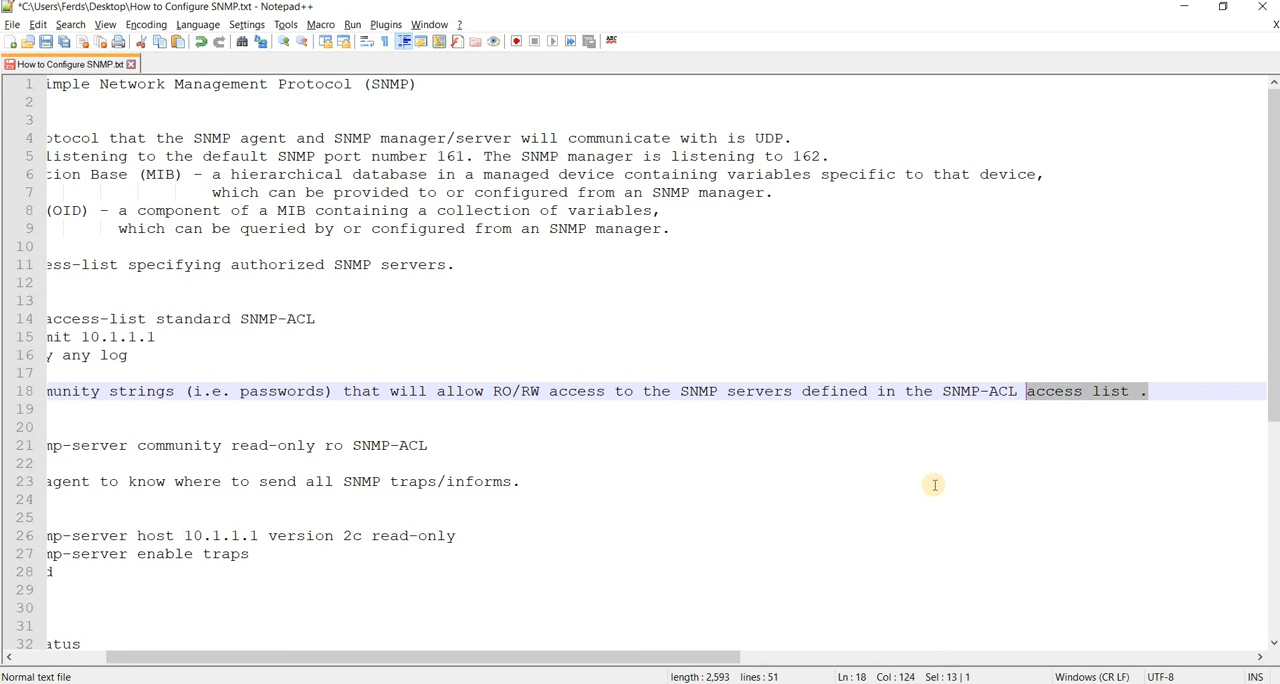 *C:\Users\Ferds\Desktop\How to Configure SNMP.txt - Notepad++
File Edit Search View Encoding Language Settings Tools Macro Run Plugins Window ?
X
How to Configure SNMP.txt
1 imple Network Management Protocol (SNMP)
2
3
4 otocol that the SNMP agent and SNMP manager/server will communicate with is UDP.
5 listening to the default SNMP port number 161. The SNMP manager is listening to 162.
6 tion Base (MIB) - a hierarchical database in a managed device containing variables specific to that device,
7 which can be provided to or configured from an SNMP manager.
8 (OID) - a component of a MIB containing a collection of variables,
9 which can be queried by or configured from an SNMP manager.
10
11 ess-list specifying authorized SNMP servers.
12
13
14 access-list standard SNMP-ACL
15 mit 10.1.1.1
16 y any log
17
18 munity strings (i.e. passwords) that will allow RO/RW access to the SNMP servers defined in the SNMP-ACL access list .
19
20
21 mp-server community read-only ro SNMP-ACL
22
23 agent to know where to send all SNMP traps/informs.
24
25
26 mp-server host 10.1.1.1 version 2c read-only
27 mp-server enable traps
28 d
29
30
31
32 atus
Normal text file length : 2,593 lines : 51 Ln : 18 Col : 124 Sel : 13 | 1 Windows (CR LF) UTF-8 INS